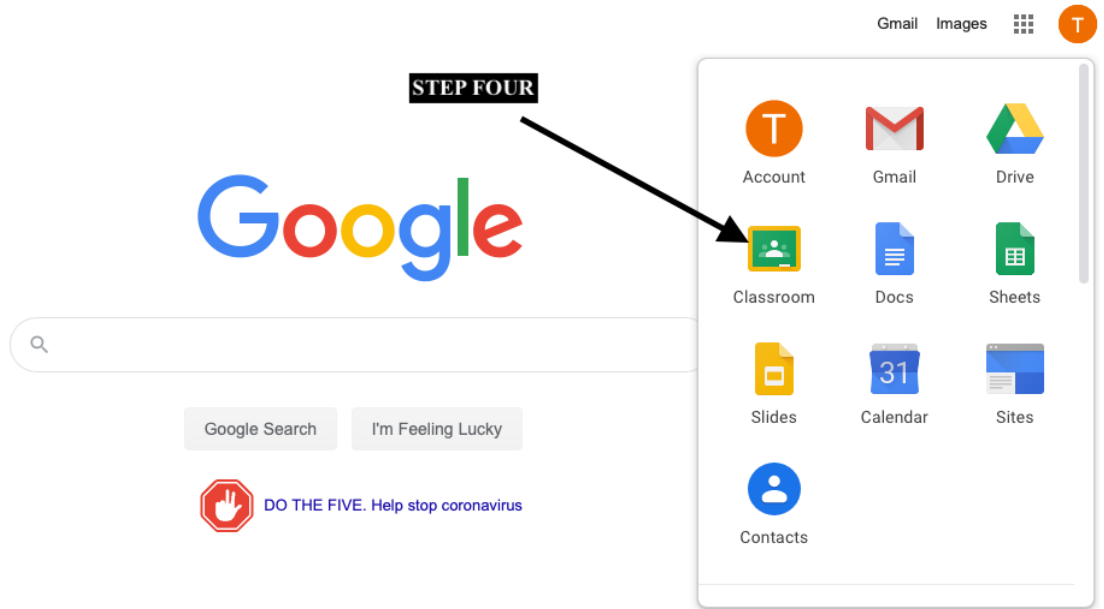 Gmail Images T
STEP FOUR
Google
Google Search I'm Feeling Lucky
DO THE FIVE. Help stop coronavirus
T
Account Gmail Drive
Classroom Docs Sheets
31
Slides Calendar Sites
Contacts